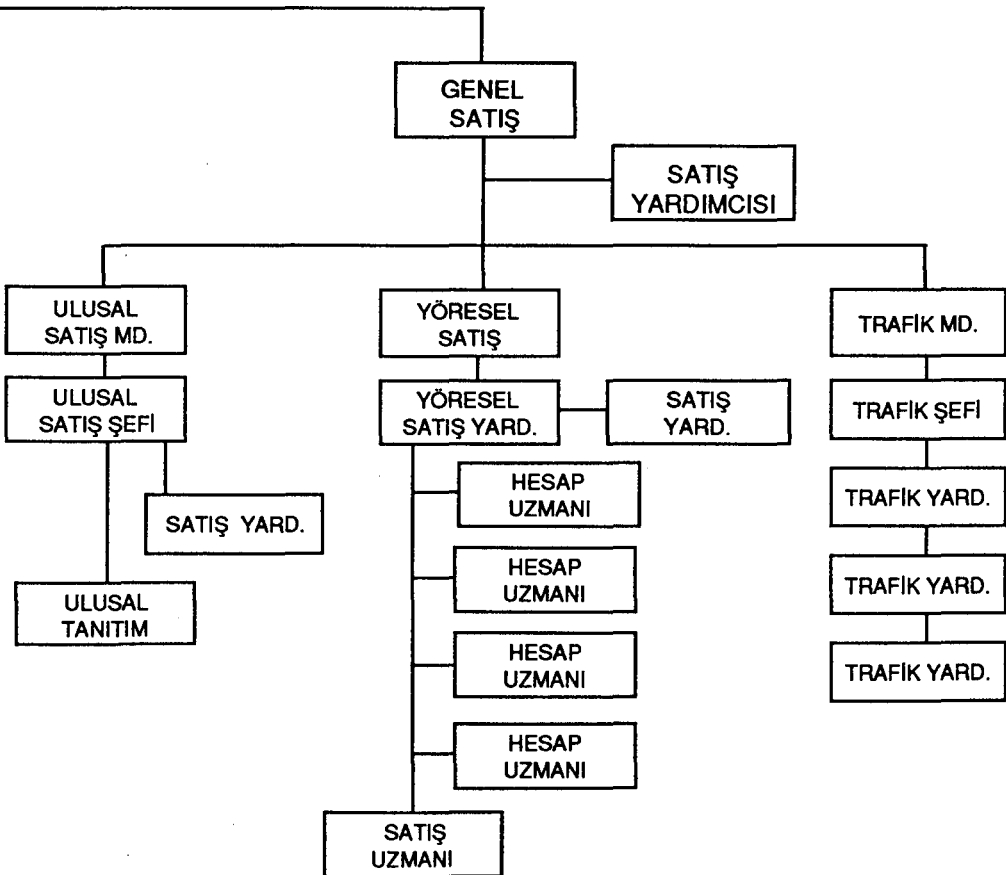 GENEL
SATIŞ
SATIŞ
YARDIMCISI
ULUSAL
SATIŞ MD.
YÖRESEL
SATIŞ
TRAFİK MD.
ULUSAL
SATIŞ ŞEFİ
YÖRESEL
SATIŞ YARD.
SATIŞ
YARD.
TRAFİK ŞEFİ
HESAP
UZMANI
TRAFİK YARD.
SATIŞ YARD.
HESAP
UZMANI
TRAFİK YARD.
ULUSAL
TANITIM
HESAP
UZMANI
TRAFİK YARD.
HESAP
UZMANI
SATIŞ
UZMANI